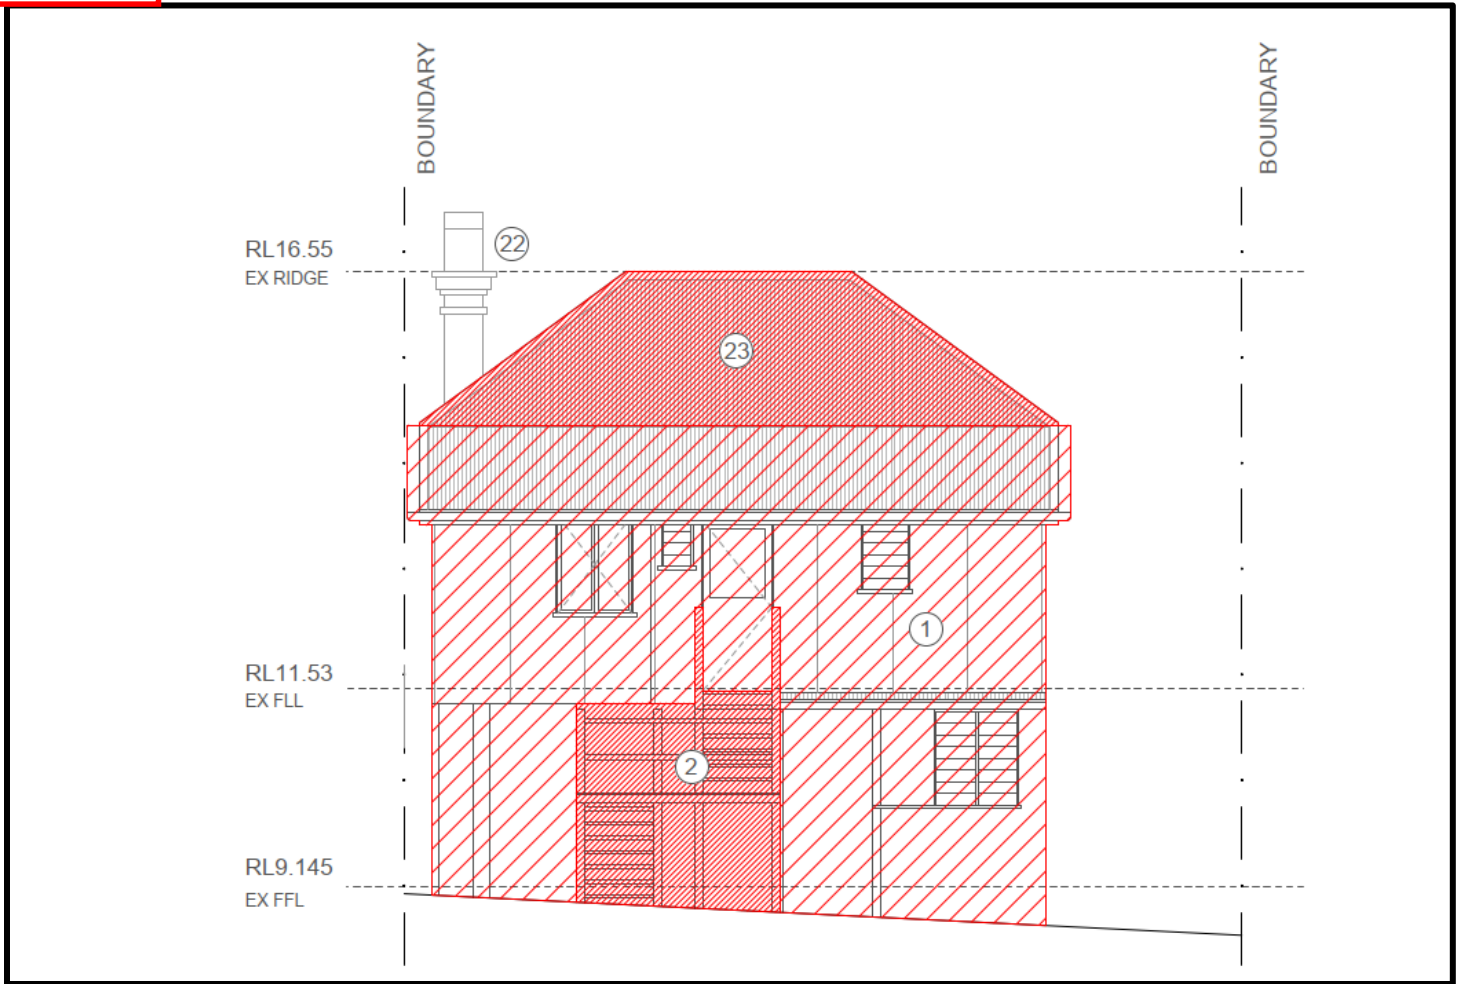 BOUNDARY
BOUNDARY
RL16.55
EX RIDGE
22
23
1
RL11.53
EX FLL
2
RL9.145
EX FFL